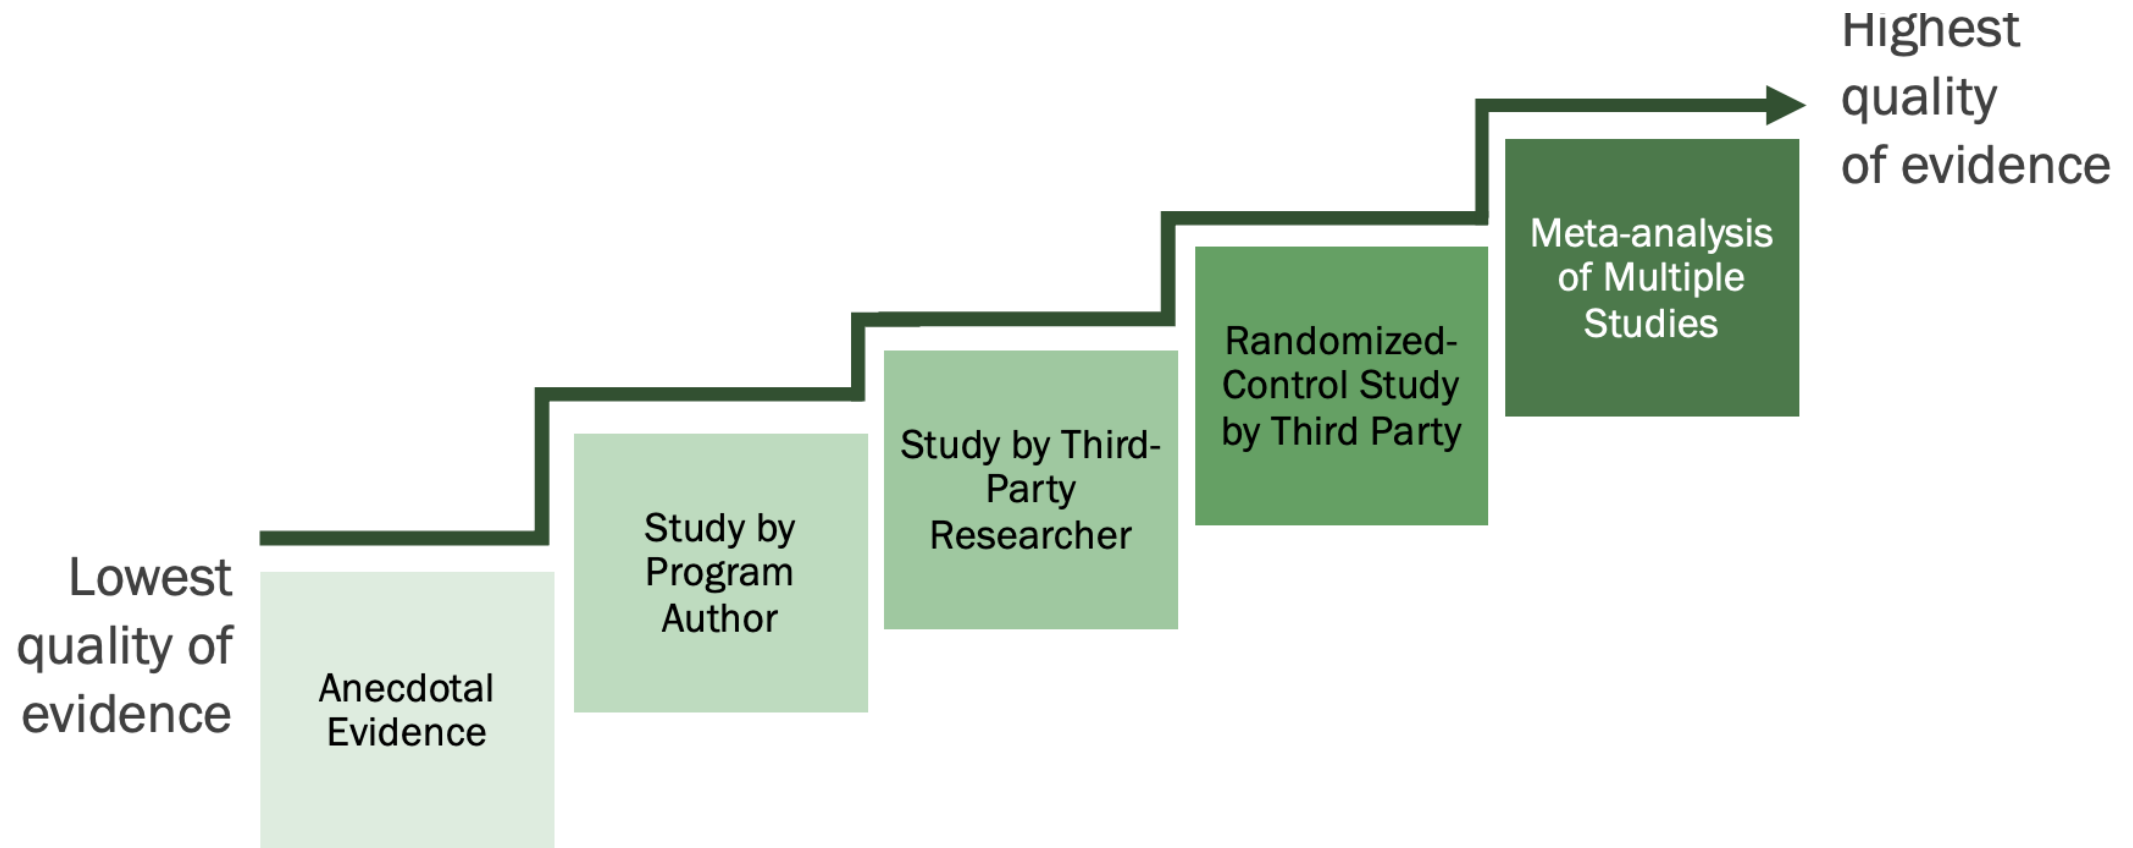 Lowest
quality of
evidence
Anecdotal
Evidence
Study by
Program
Author
Study by Third-
Party
Researcher
Randomized-
Control Study
by Third Party
Meta-analysis
of Multiple
Studies
Highest
quality
of evidence